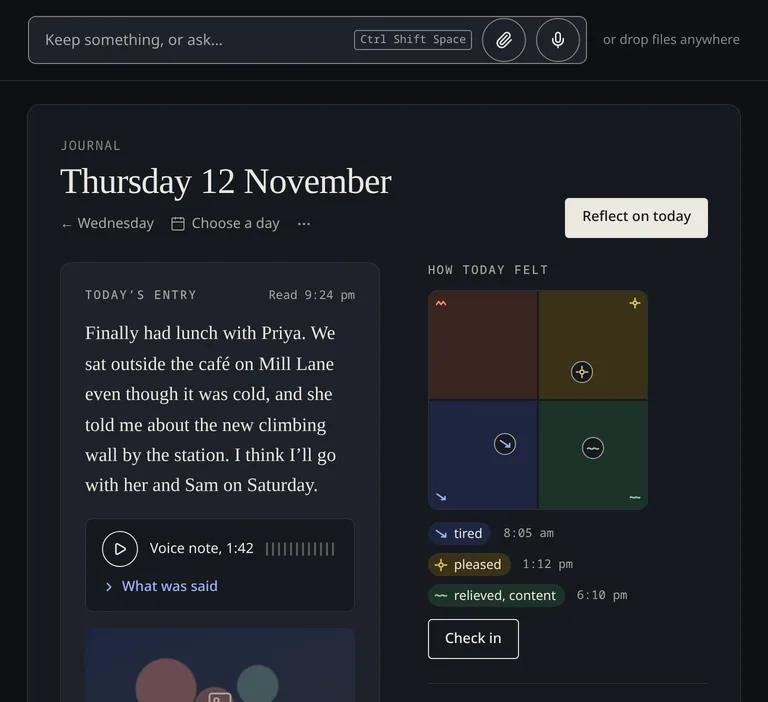 Keep something, or ask...
Ctrl Shift Space
or drop files anywhere
JOURNAL
Thursday 12 November
← Wednesday
Choose a day
···
Reflect on today
TODAY’S ENTRY
Read 9:24 pm
Finally had lunch with Priya. We
sat outside the café on Mill Lane
even though it was cold, and she
told me about the new climbing
wall by the station. I think I’ll go
with her and Sam on Saturday.
Voice note, 1:42
What was said
HOW TODAY FELT
tired
8:05 am
pleased
1:12 pm
relieved, content
6:10 pm
Check in